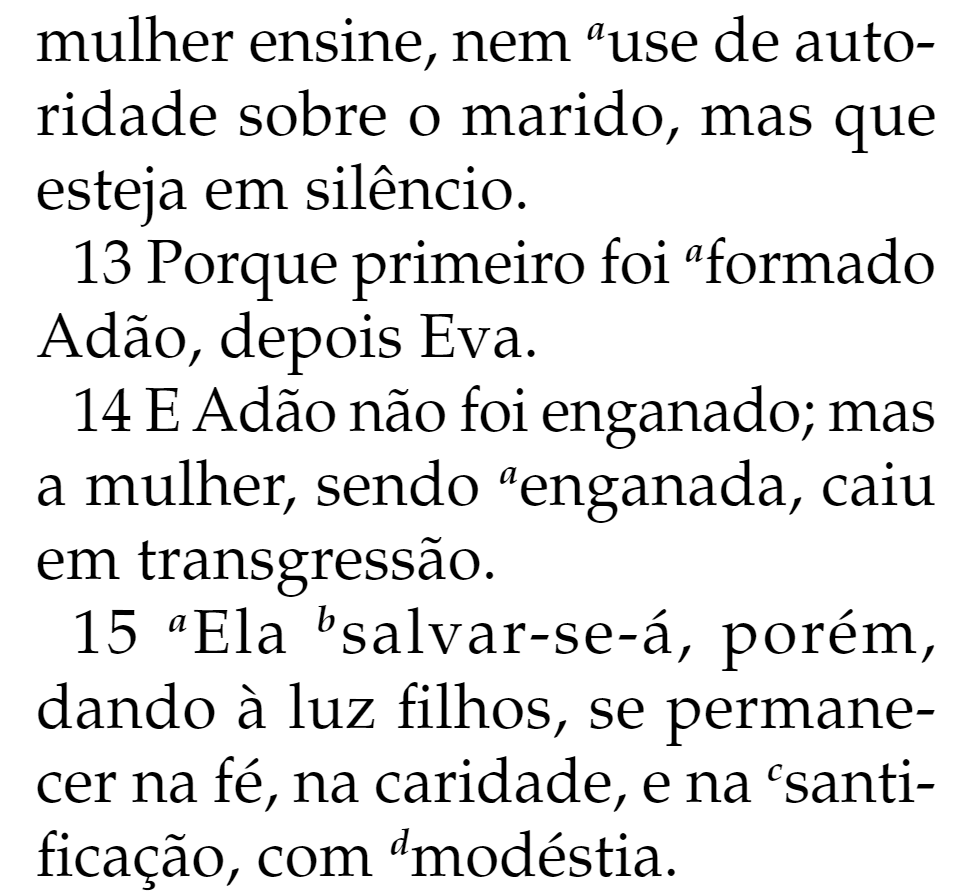 mulher ensine, nem ᵃuse de auto-
ridade sobre o marido, mas que
esteja em silêncio.
13 Porque primeiro foi ᵃformado
Adão, depois Eva.
14 E Adão não foi enganado; mas
a mulher, sendo ᵃenganada, caiu
em transgressão.
15 ᵃEla ᵇsalvar-se-á, porém,
dando à luz filhos, se permane-
cer na fé, na caridade, e na ᶜsanti-
ficação, com ᵈmodéstia.